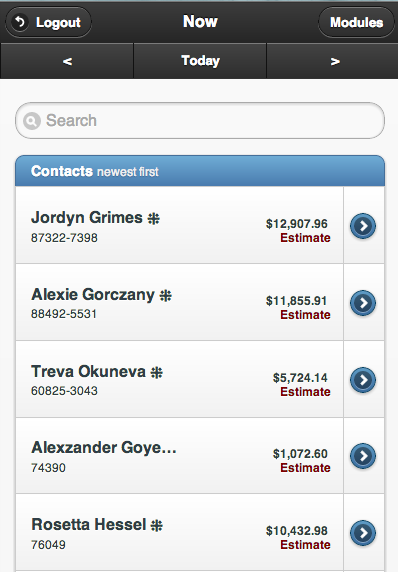 Logout Now Modules
< Today >
Search
Contacts newest first
Jordyn Grimes
$12,907.96
87322-7398
Estimate
Alexie Gorczany
$11,855.91
88492-5531
Estimate
Treva Okuneva
$5,724.14
60825-3043
Estimate
Alexzander Goye…
$1,072.60
74390
Estimate
Rosetta Hessel
$10,432.98
76049
Estimate